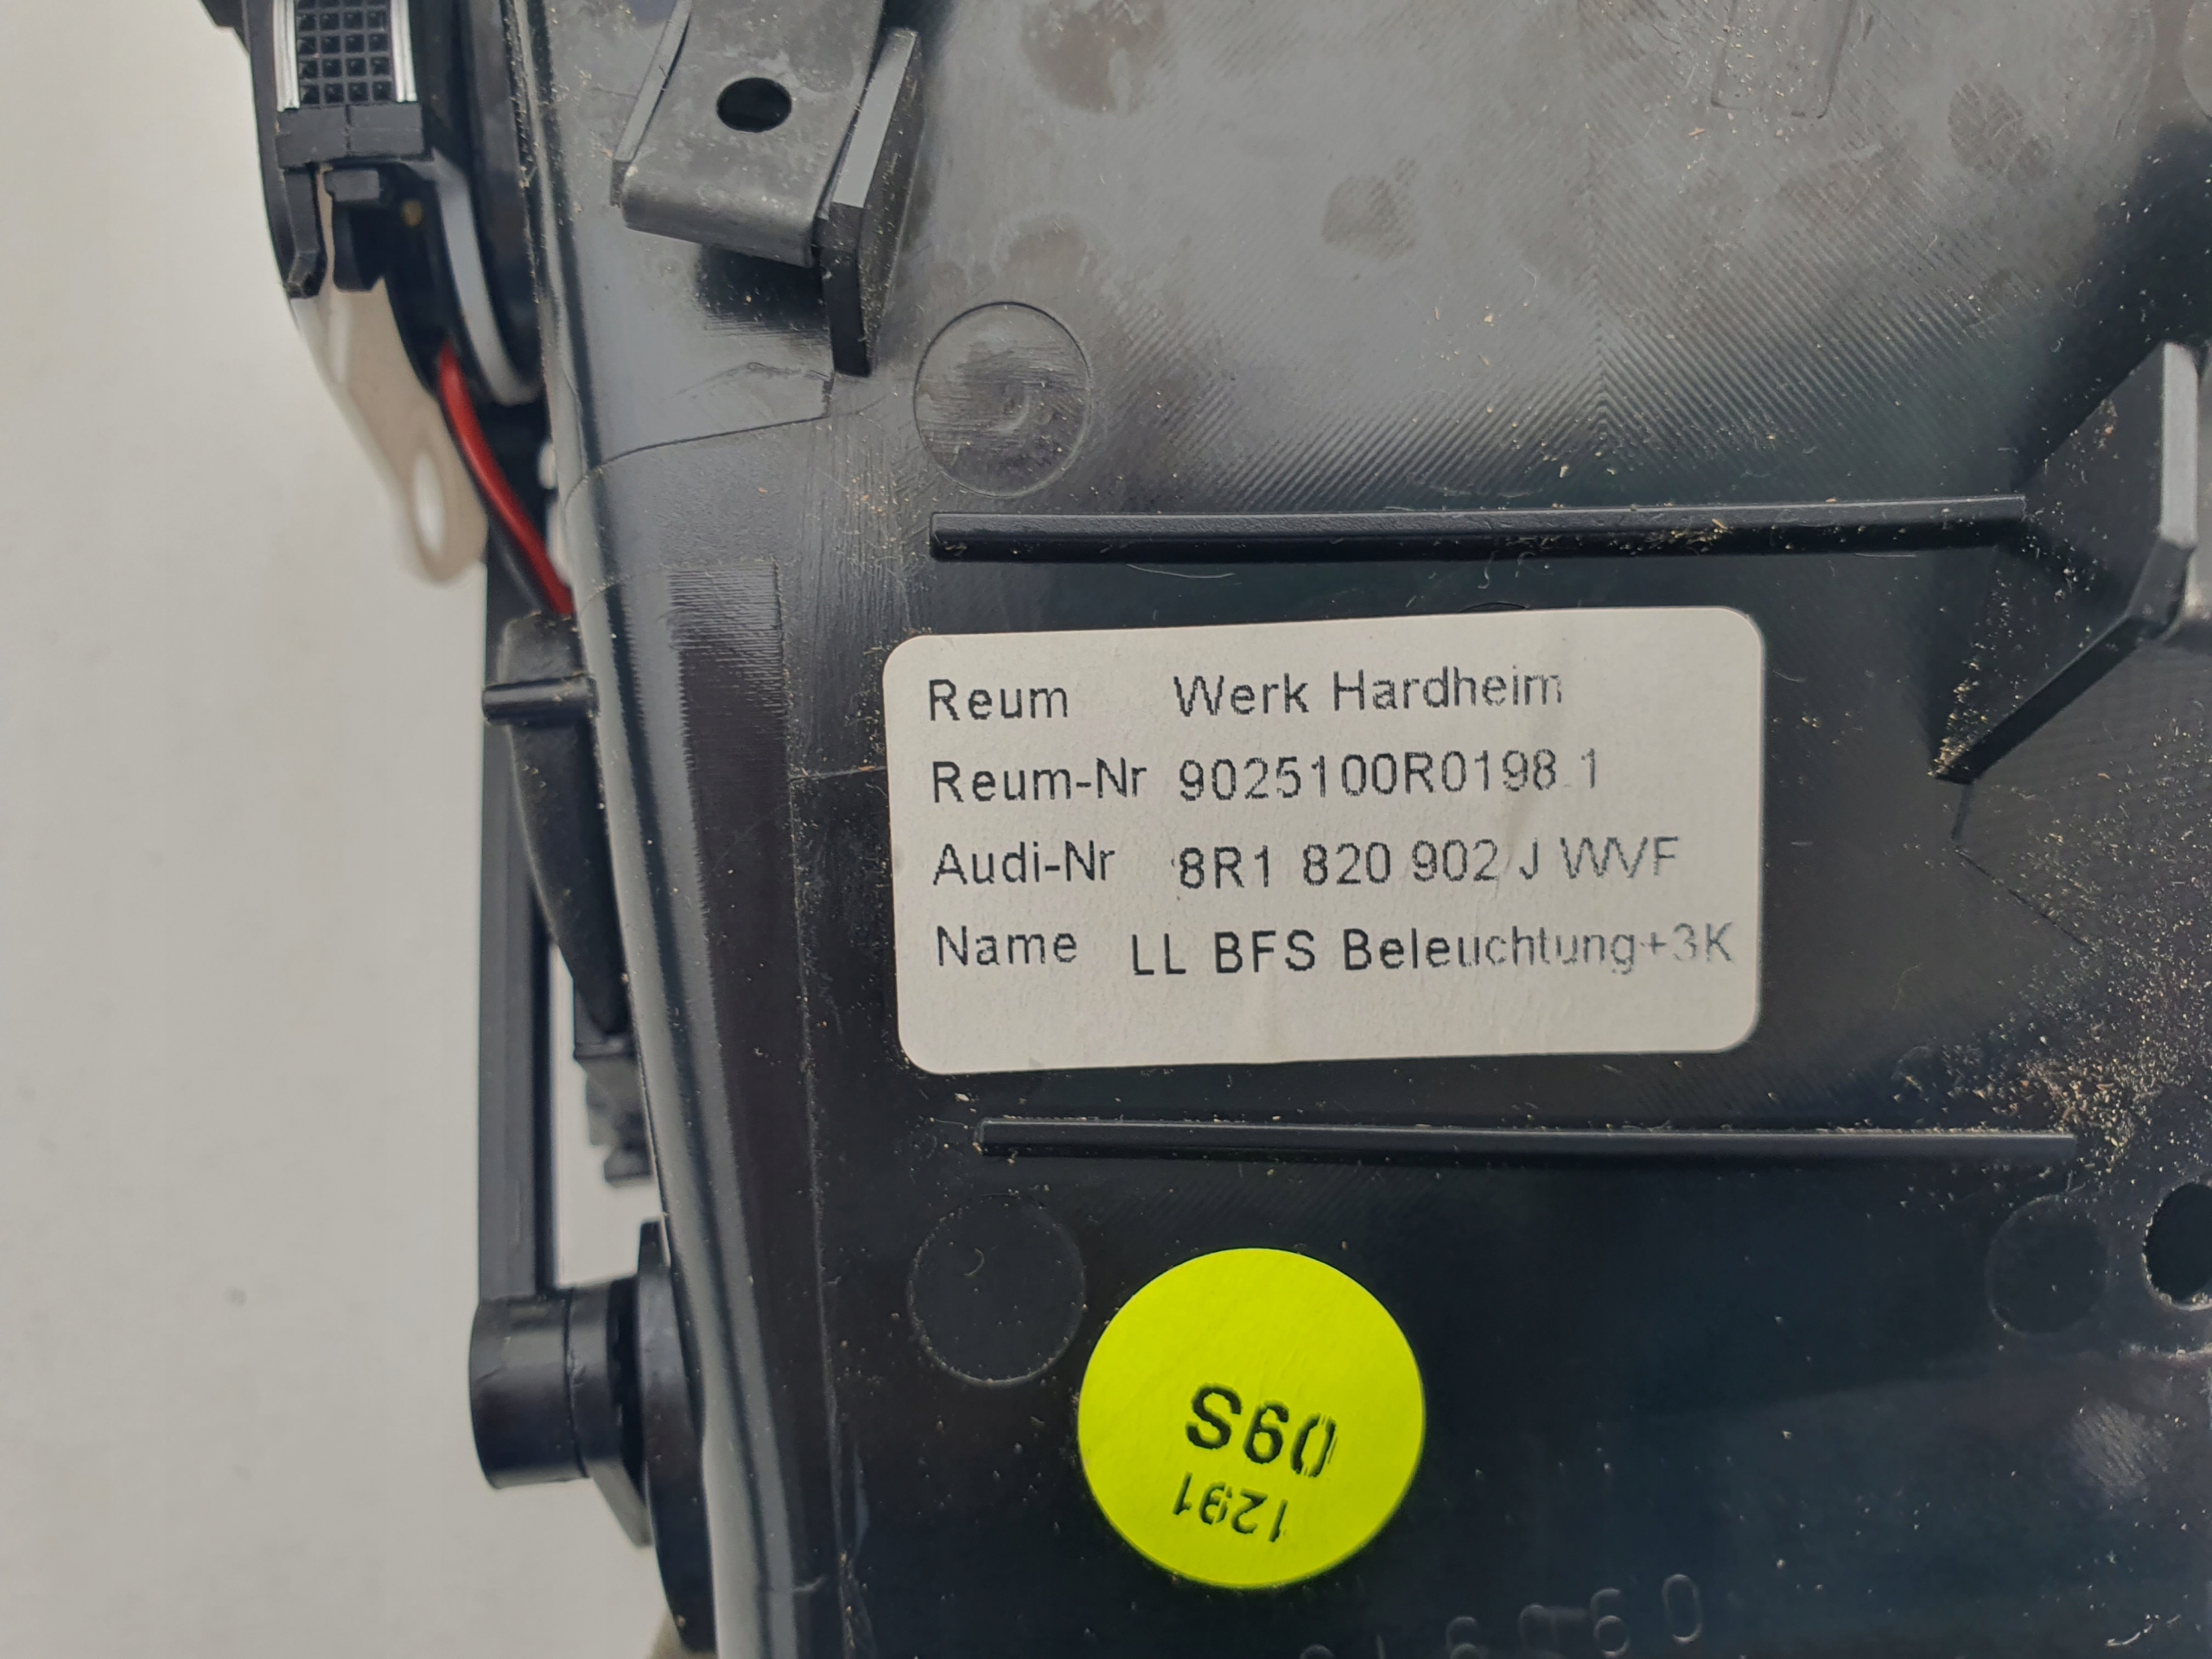 Reum Werk Hardheim
Reum-Nr 9025100R0198.1
Audi-Nr 8R1 820 902 J WVF
Name LL BFS Beleuchtung+3K
09S
1291